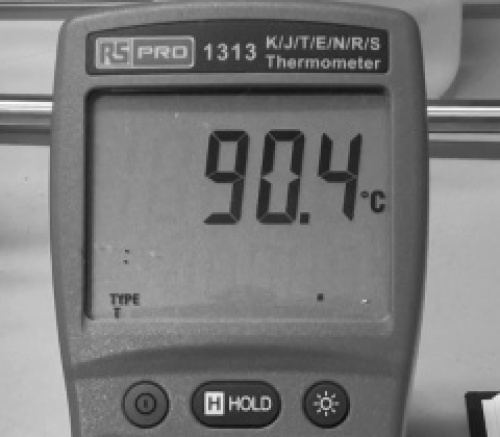 RS PRO 1313 K/J/T/E/N/R/S
Thermometer
90.4 °C
:
TYPE
T
H HOLD